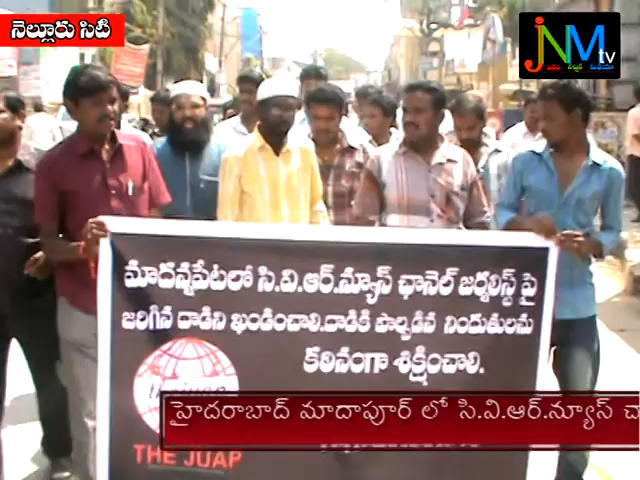 నెల్లూరు సిటి
JNM tv
మాదన్నపేటలో సి.వి.ఆర్.న్యూస్ ఛానెల్ జర్నలిస్ట్ పై
జరిగిన దాడిని ఖండించాలి.దాడికి పాల్పడిన నిందుతులను
కఠినంగా శిక్షించాలి.
హైదరాబాద్ మాదాపూర్ లో సి.వి.ఆర్.న్యూస్
THE JUAP